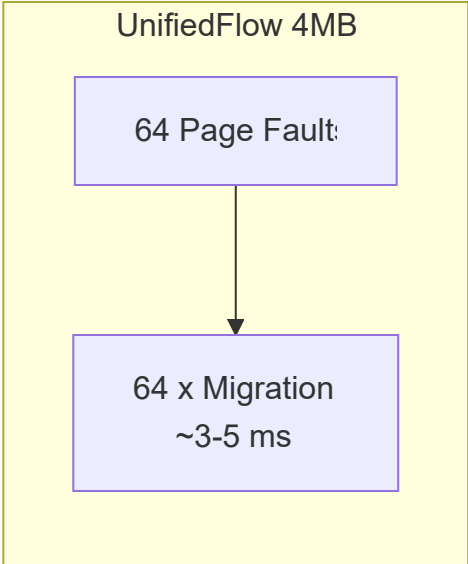 UnifiedFlow 4MB
64 Page Faults
64 x Migration
~3-5 ms